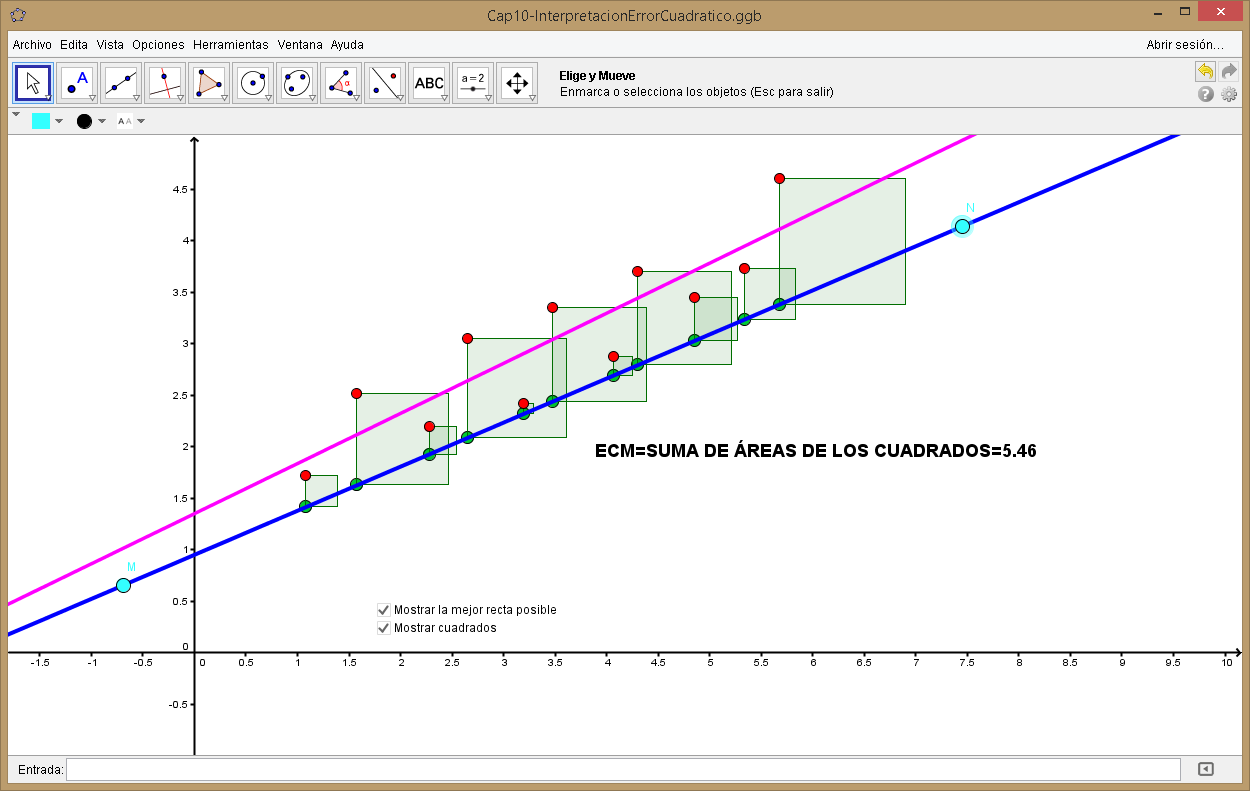 Cap10-InterpretacionErrorCuadratico.ggb
Archivo Edita Vista Opciones Herramientas Ventana Ayuda
Abrir sesión...
A
α
ABC
a=2
Elige y Mueve
Enmarca o selecciona los objetos (Esc para salir)
?
A A
4.5
4
3.5
3
2.5
2
1.5
1
0.5
0
-0.5
N
M
ECM=SUMA DE ÁREAS DE LOS CUADRADOS=5.46
Mostrar la mejor recta posible
Mostrar cuadrados
-1.5 -1 -0.5 0 0.5 1 1.5 2 2.5 3 3.5 4 4.5 5 5.5 6 6.5 7 7.5 8 8.5 9 9.5 10
Entrada: